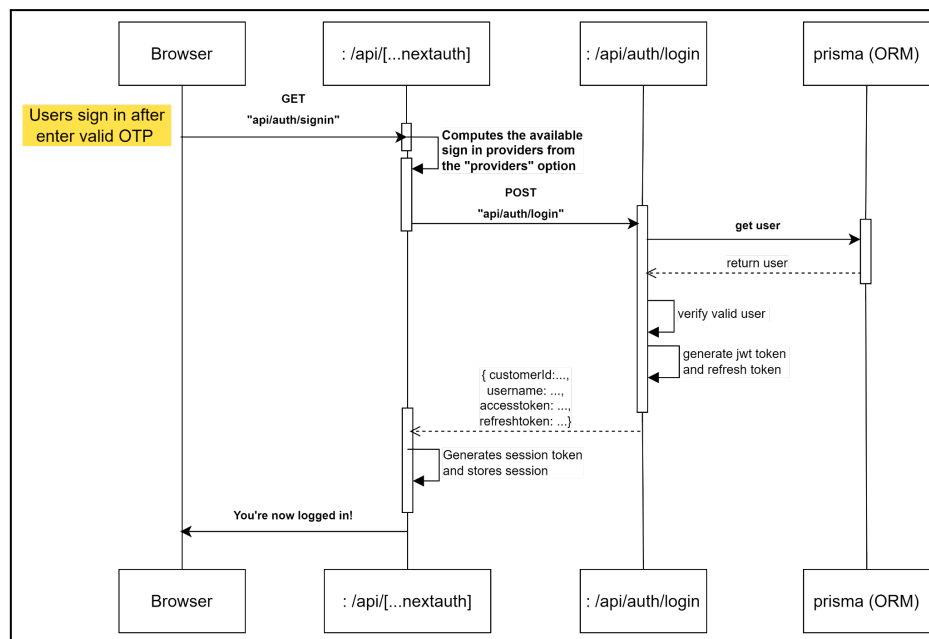 Browser
: /api/[...nextauth]
: /api/auth/login
prisma (ORM)
Users sign in after
enter valid OTP
GET
"api/auth/signin"
Computes the available
sign in providers from
the "providers" option
POST
"api/auth/login"
get user
return user
verify valid user
generate jwt token
and refresh token
{ customerId:...,
username: ...,
accesstoken: ...,
refreshtoken: ...}
Generates session token
and stores session
You're now logged in!
Browser
: /api/[...nextauth]
: /api/auth/login
prisma (ORM)